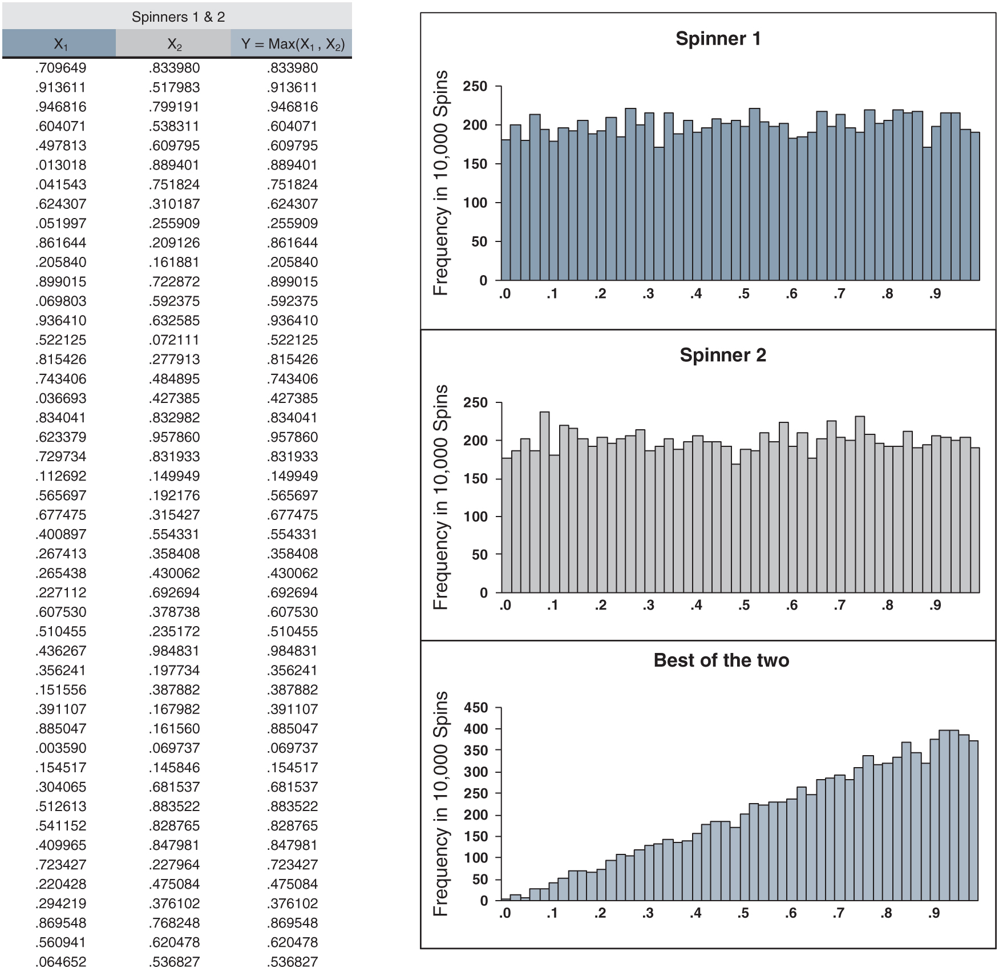 Spinners 1 & 2
X1 X2 Y = Max(X1 , X2)
.709649 .833980 .833980
.913611 .517983 .913611
.946816 .799191 .946816
.604071 .538311 .604071
.497813 .609795 .609795
.013018 .889401 .889401
.041543 .751824 .751824
.624307 .310187 .624307
.051997 .255909 .255909
.861644 .209126 .861644
.205840 .161881 .205840
.899015 .722872 .899015
.069803 .592375 .592375
.936410 .632585 .936410
.522125 .072111 .522125
.815426 .277913 .815426
.743406 .484895 .743406
.036693 .427385 .427385
.834041 .832982 .834041
.623379 .957860 .957860
.729734 .831933 .831933
.112692 .149949 .149949
.565697 .192176 .565697
.677475 .315427 .677475
.400897 .554331 .554331
.267413 .358408 .358408
.265438 .430062 .430062
.227112 .692694 .692694
.607530 .378738 .607530
.510455 .235172 .510455
.436267 .984831 .984831
.356241 .197734 .356241
.151556 .387882 .387882
.391107 .167982 .391107
.885047 .161560 .885047
.003590 .069737 .069737
.154517 .145846 .154517
.304065 .681537 .681537
.512613 .883522 .883522
.541152 .828765 .828765
.409965 .847981 .847981
.723427 .227964 .723427
.220428 .475084 .475084
.294219 .376102 .376102
.869548 .768248 .869548
.560941 .620478 .620478
.064652 .536827 .536827
Spinner 1
Frequency in 10,000 Spins
250
200
150
100
50
0
.0 .1 .2 .3 .4 .5 .6 .7 .8 .9
Spinner 2
Frequency in 10,000 Spins
250
200
150
100
50
0
.0 .1 .2 .3 .4 .5 .6 .7 .8 .9
Best of the two
Frequency in 10,000 Spins
450
400
350
300
250
200
150
100
50
0
.0 .1 .2 .3 .4 .5 .6 .7 .8 .9